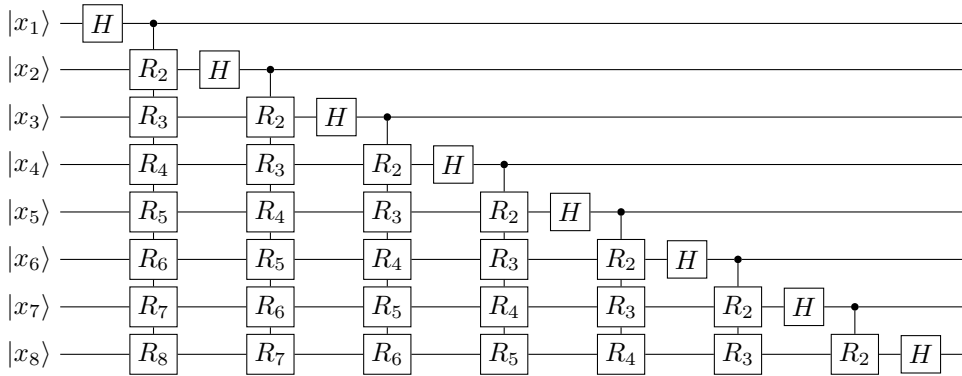 |x₁⟩ H
|x₂⟩ R₂ H
|x₃⟩ R₃ R₂ H
|x₄⟩ R₄ R₃ R₂ H
|x₅⟩ R₅ R₄ R₃ R₂ H
|x₆⟩ R₆ R₅ R₄ R₃ R₂ H
|x₇⟩ R₇ R₆ R₅ R₄ R₃ R₂ H
|x₈⟩ R₈ R₇ R₆ R₅ R₄ R₃ R₂ H